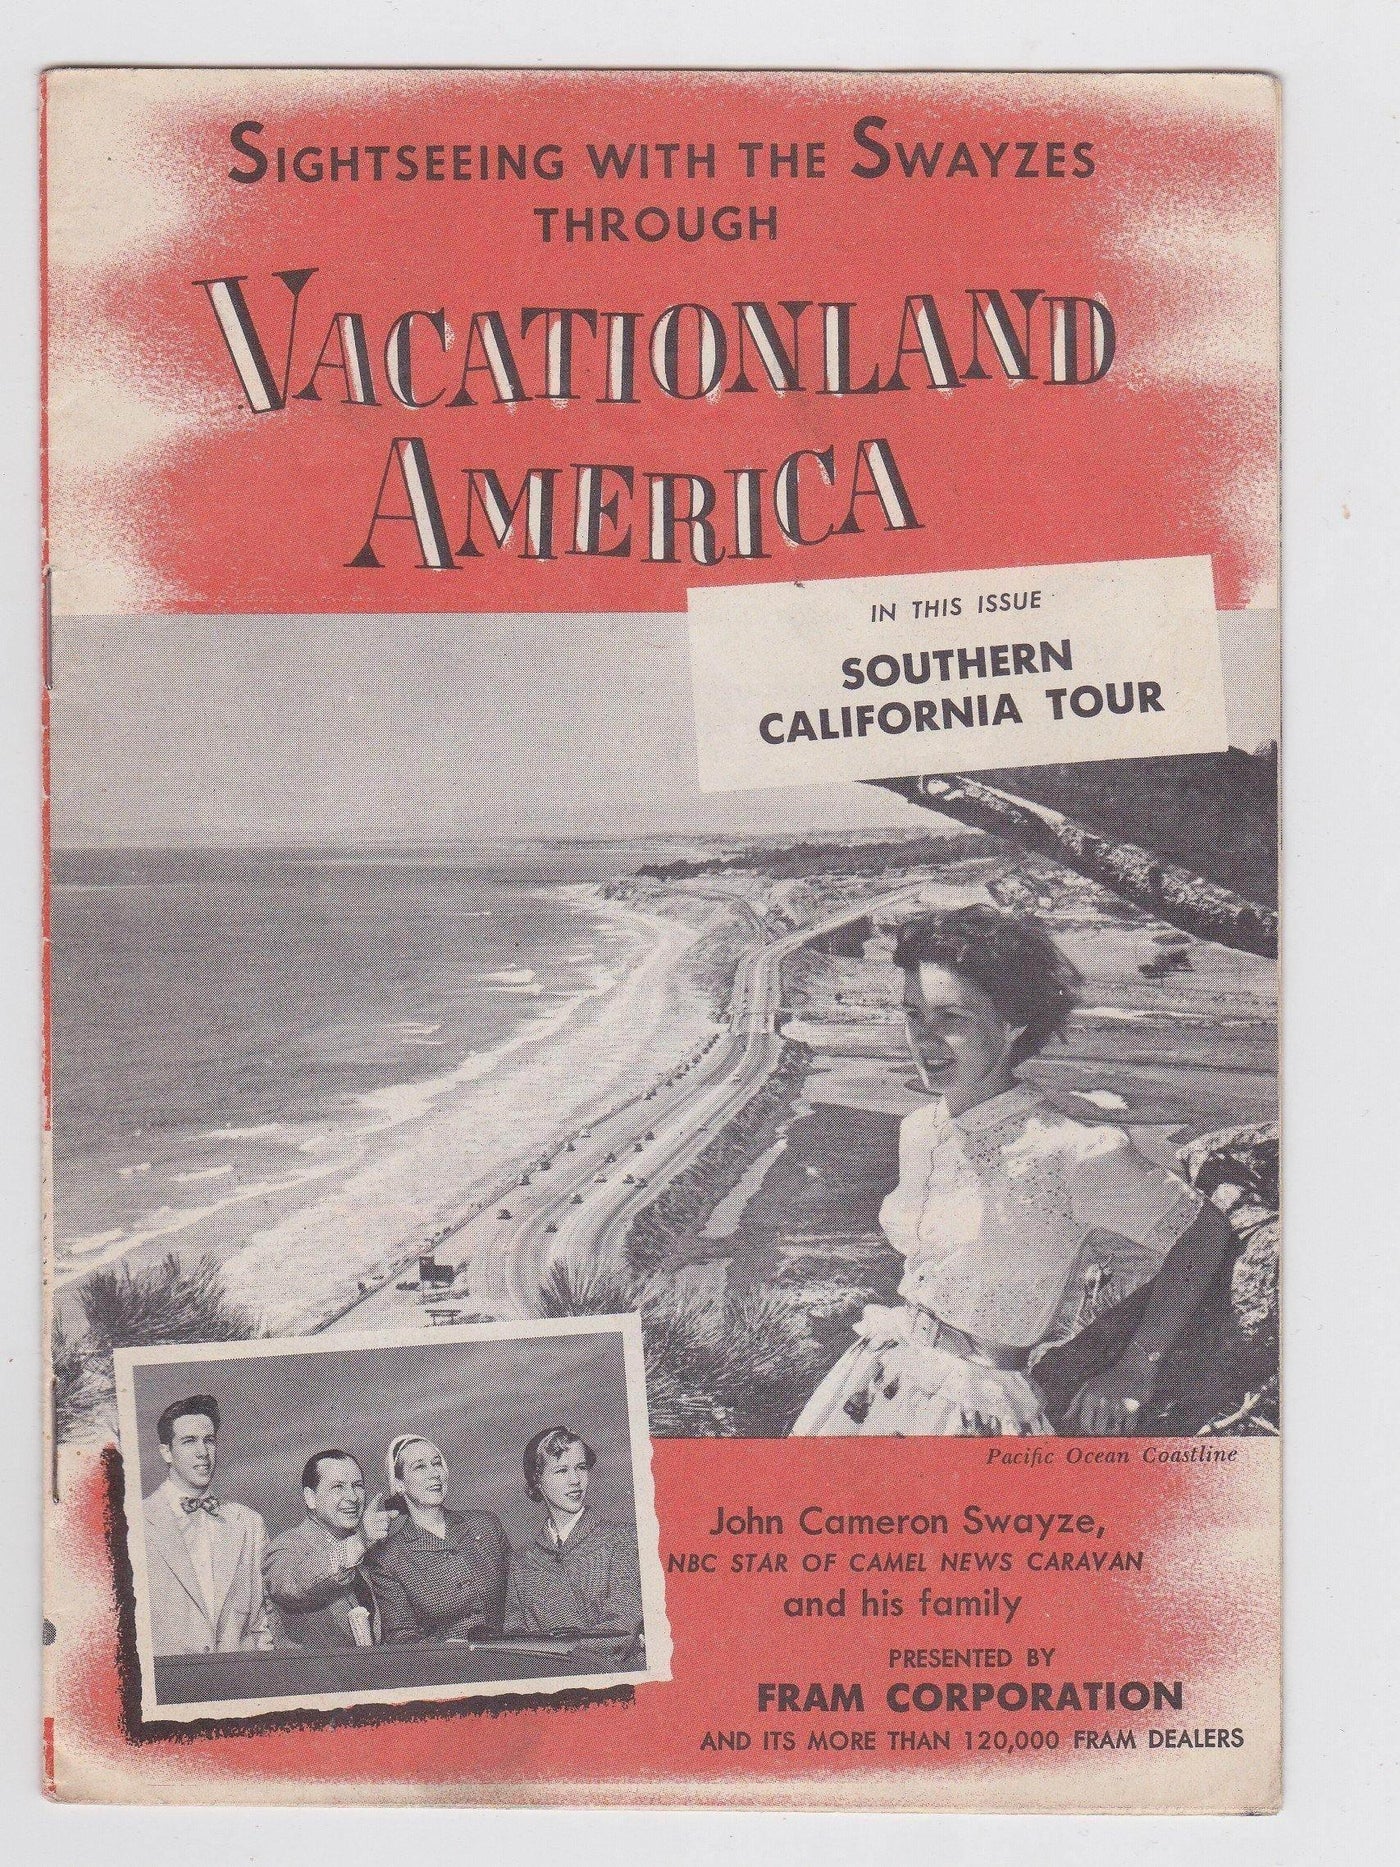 Sightseeing with the Swayzes
through
Vacationland
America
IN THIS ISSUE
SOUTHERN
CALIFORNIA TOUR
Pacific Ocean Coastline
John Cameron Swayze,
NBC STAR OF CAMEL NEWS CARAVAN
and his family
PRESENTED BY
FRAM CORPORATION
AND ITS MORE THAN 120,000 FRAM DEALERS